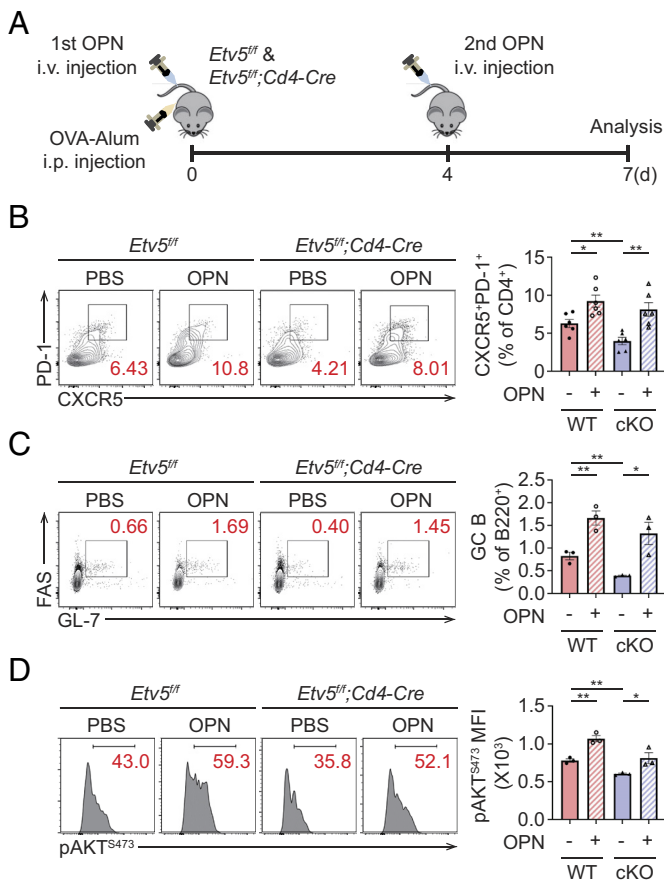 A
1st OPN
i.v. injection
Etv5f/f &
Etv5f/f;Cd4-Cre
2nd OPN
i.v. injection
OVA-Alum
i.p. injection
Analysis
0
4
7(d)
B
Etv5f/f
Etv5f/f;Cd4-Cre
PBS
OPN
PBS
OPN
6.43
10.8
4.21
8.01
PD-1
CXCR5
CXCR5+PD-1+
(% of CD4+)
15
10
5
0
**
*
**
OPN
- + - +
WT
cKO
C
Etv5f/f
Etv5f/f;Cd4-Cre
PBS
OPN
PBS
OPN
0.66
1.69
0.40
1.45
FAS
GL-7
GC B
(% of B220+)
2.5
2.0
1.5
1.0
0.5
0.0
**
**
*
OPN
- + - +
WT
cKO
D
Etv5f/f
Etv5f/f;Cd4-Cre
PBS
OPN
PBS
OPN
43.0
59.3
35.8
52.1
pAKTS473
pAKTS473 MFI
(X103)
1.5
1.0
0.5
0.0
**
**
*
OPN
- + - +
WT
cKO